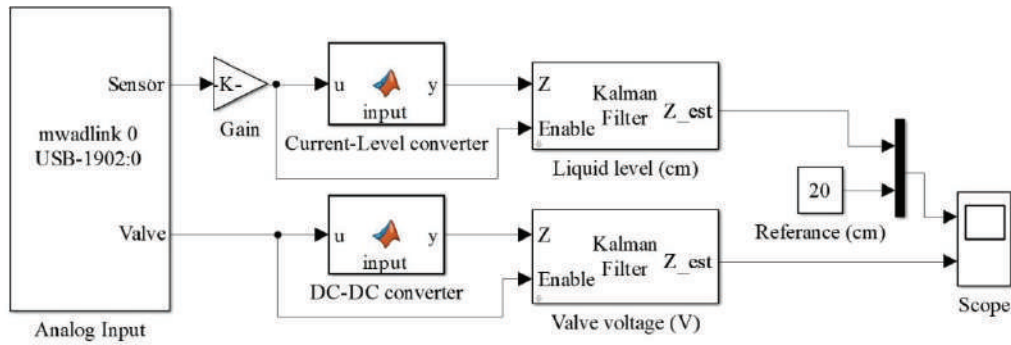 mwadlink 0
USB-1902:0
Sensor
Valve
Analog Input
-K-
Gain
u
y
input
Current-Level converter
Z
Enable
Kalman
Filter
Z_est
Liquid level (cm)
u
y
input
DC-DC converter
Z
Enable
Kalman
Filter
Z_est
Valve voltage (V)
20
Referance (cm)
Scope